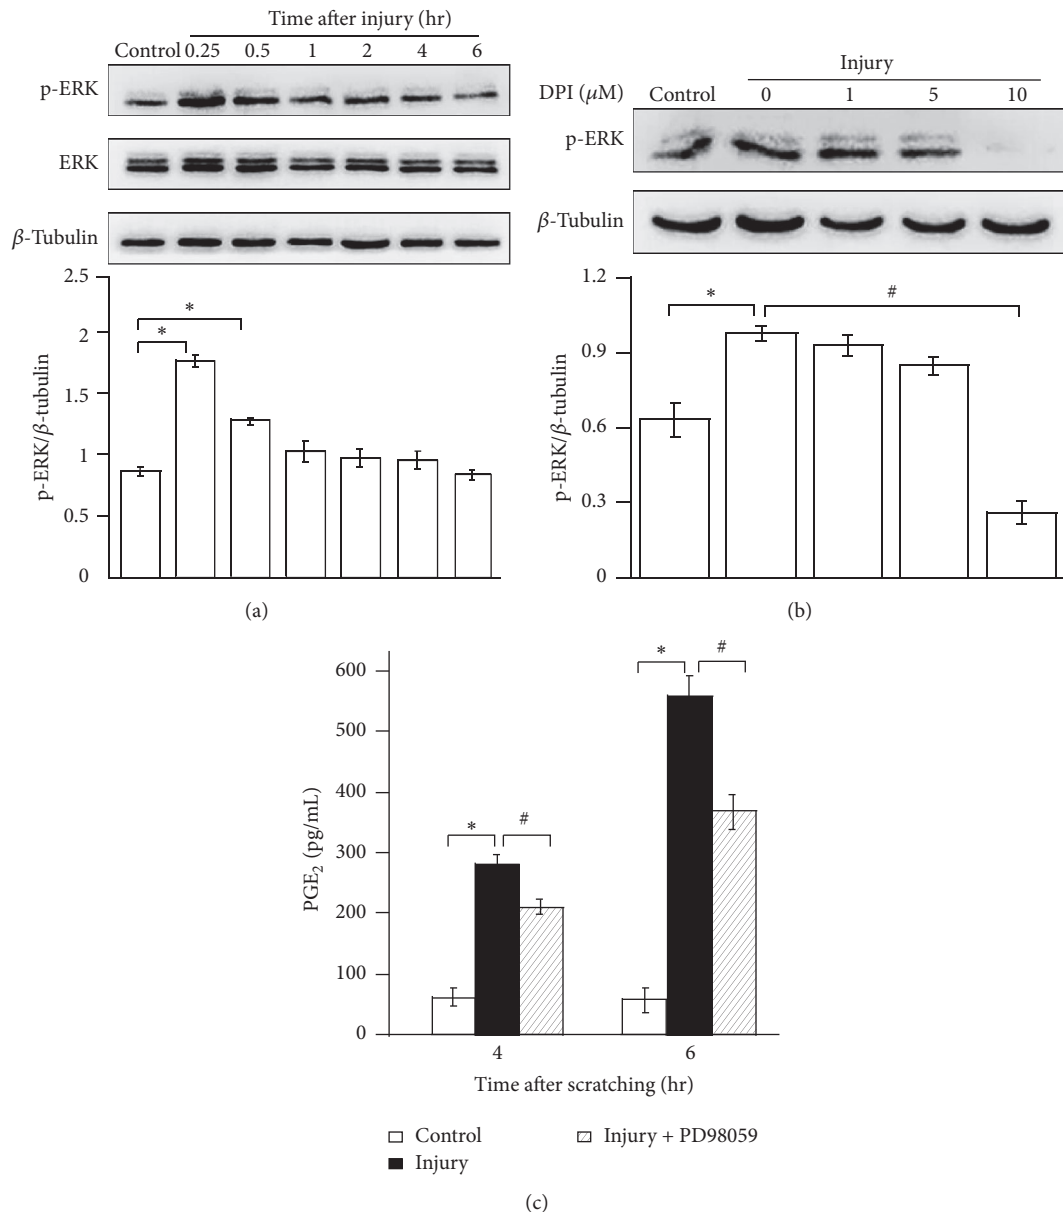 Time after injury (hr)
Control 0.25 0.5 1 2 4 6
p-ERK
ERK
β-Tubulin
2.5
2
1.5
1
0.5
0
p-ERK/β-tubulin
* *
(a)
Injury
DPI (μM) Control 0 1 5 10
p-ERK
β-Tubulin
1.2
0.9
0.6
0.3
0
p-ERK/β-tubulin
* #
(b)
600
500
400
300
200
100
0
PGE₂ (pg/mL)
* #
* #
4 6
Time after scratching (hr)
Control
Injury
Injury + PD98059
(c)